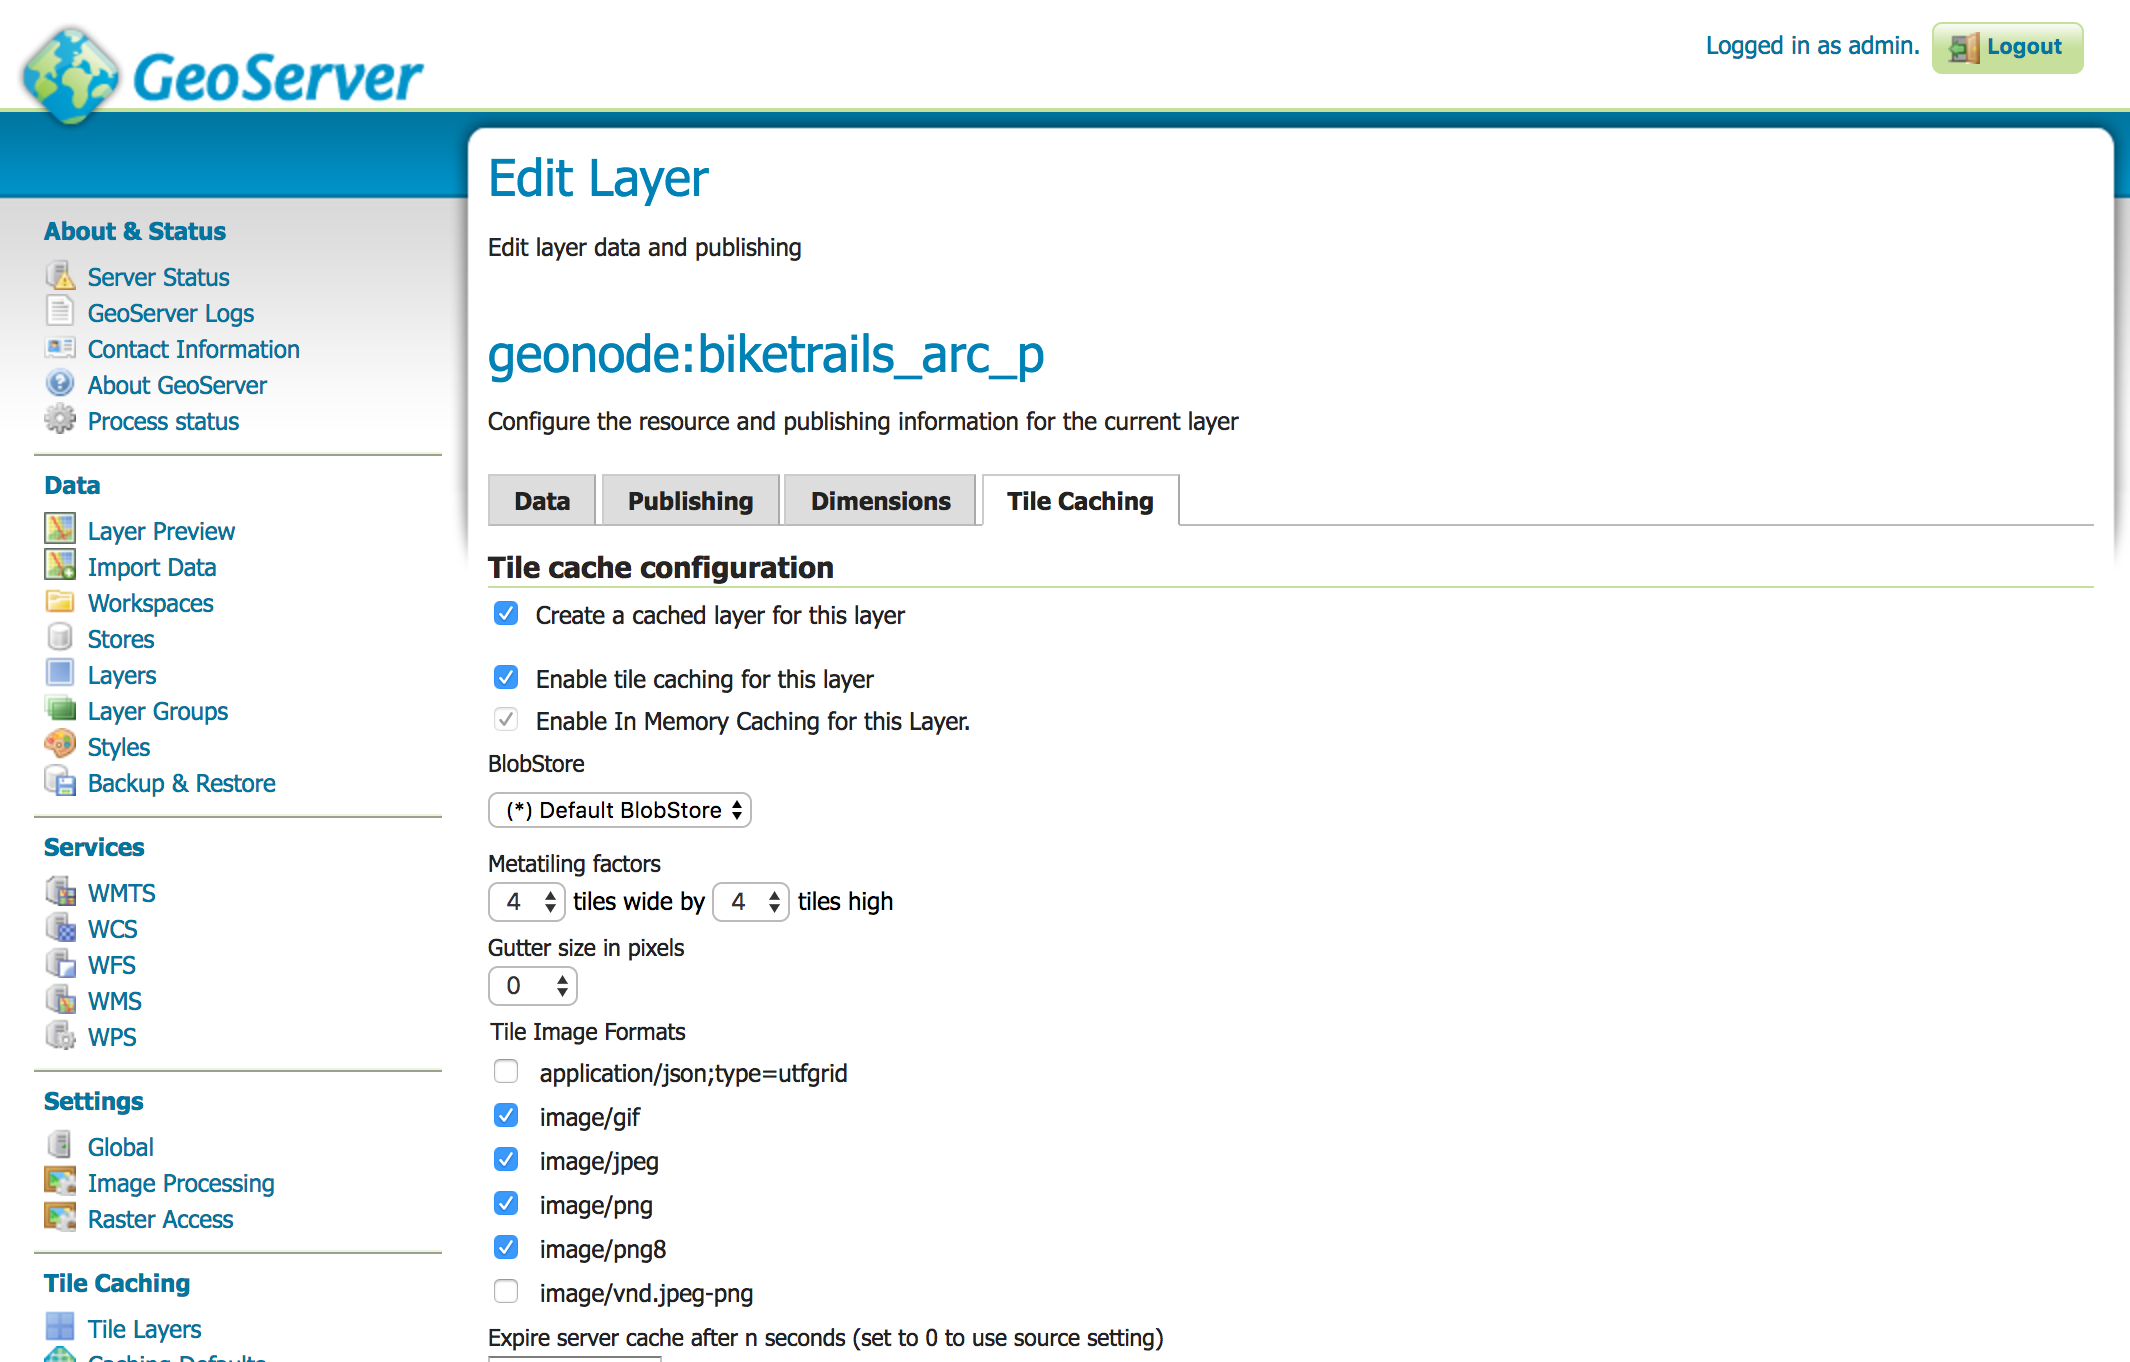 GeoServer
Logged in as admin.
Logout
About & Status
Server Status
GeoServer Logs
Contact Information
About GeoServer
Process status
Data
Layer Preview
Import Data
Workspaces
Stores
Layers
Layer Groups
Styles
Backup & Restore
Services
WMTS
WCS
WFS
WMS
WPS
Settings
Global
Image Processing
Raster Access
Tile Caching
Tile Layers
Caching Defaults
Edit Layer
Edit layer data and publishing
geonode:biketrails_arc_p
Configure the resource and publishing information for the current layer
Data Publishing Dimensions Tile Caching
Tile cache configuration
Create a cached layer for this layer
Enable tile caching for this layer
Enable In Memory Caching for this Layer.
BlobStore
(*) Default BlobStore
Metatiling factors
4 tiles wide by 4 tiles high
Gutter size in pixels
0
Tile Image Formats
application/json;type=utfgrid
image/gif
image/jpeg
image/png
image/png8
image/vnd.jpeg-png
Expire server cache after n seconds (set to 0 to use source setting)